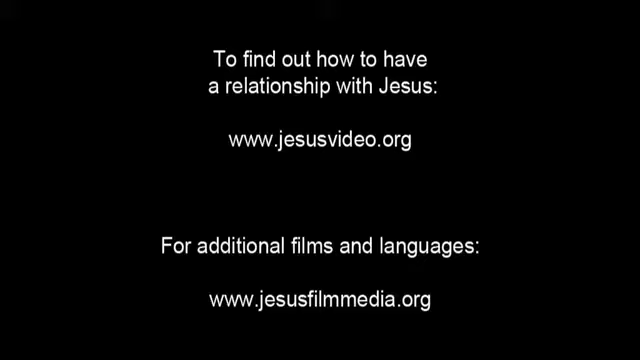 To find out how to have
a relationship with Jesus:
www.jesusvideo.org
For additional films and languages:
www.jesusfilmmedia.org